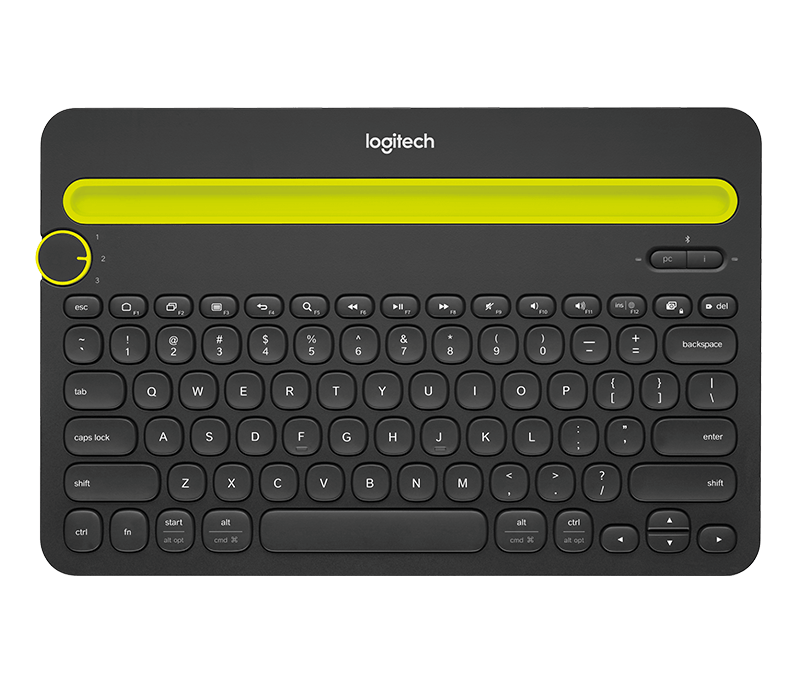 logitech
1
2
3
pc i
esc F1 F2 F3 F4 F5 F6 F7 F8 F9 F10 F11 ins F12 del
~ ! @ # $ % ^ & * ( ) — +
` 1 2 3 4 5 6 7 8 9 0 – = backspace
tab Q W E R T Y U I O P { [ } ] | \
caps lock A S D F G H J K L : ; " ' enter
shift Z X C V B N M < , > . ? / shift
ctrl fn start alt alt ctrl
alt opt cmd ⌘ cmd ⌘ alt opt